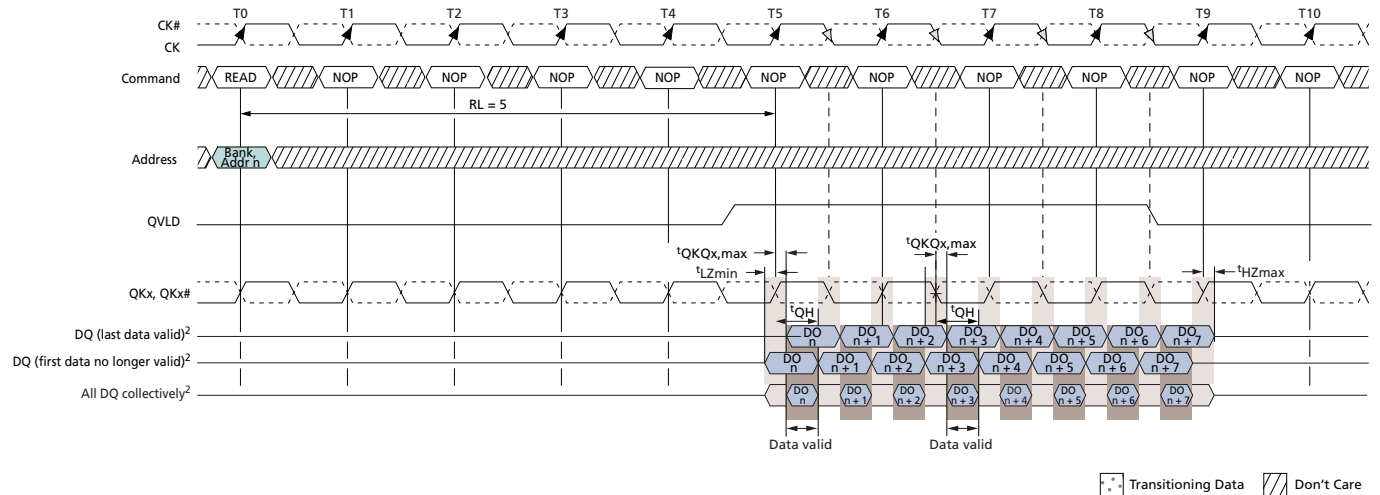 T0 T1 T2 T3 T4 T5 T6 T7 T8 T9 T10
CK#
CK
Command READ NOP NOP NOP NOP NOP NOP NOP NOP NOP NOP
RL = 5
Address Bank, Addr n
QVLD
tQKQx,max tQKQx,max
tLZmin tHZmax
QKx, QKx#
tQH tQH
DQ (last data valid)2 DO n DO n + 1 DO n + 2 DO n + 3 DO n + 4 DO n + 5 DO n + 6 DO n + 7
DQ (first data no longer valid)2 DO n DO n + 1 DO n + 2 DO n + 3 DO n + 4 DO n + 5 DO n + 6 DO n + 7
All DQ collectively2 DO n DO n + 1 DO n + 2 DO n + 3 DO n + 4 DO n + 5 DO n + 6 DO n + 7
Data valid Data valid
Transitioning Data Don't Care